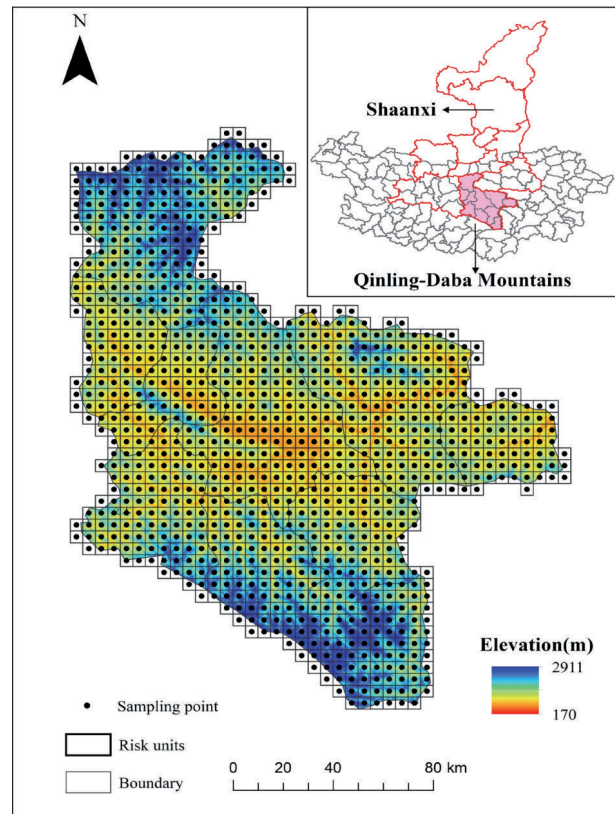 N
Shaanxi
Qinling-Daba Mountains
Elevation(m)
2911
170
Sampling point
Risk units
Boundary
0 20 40 80 km